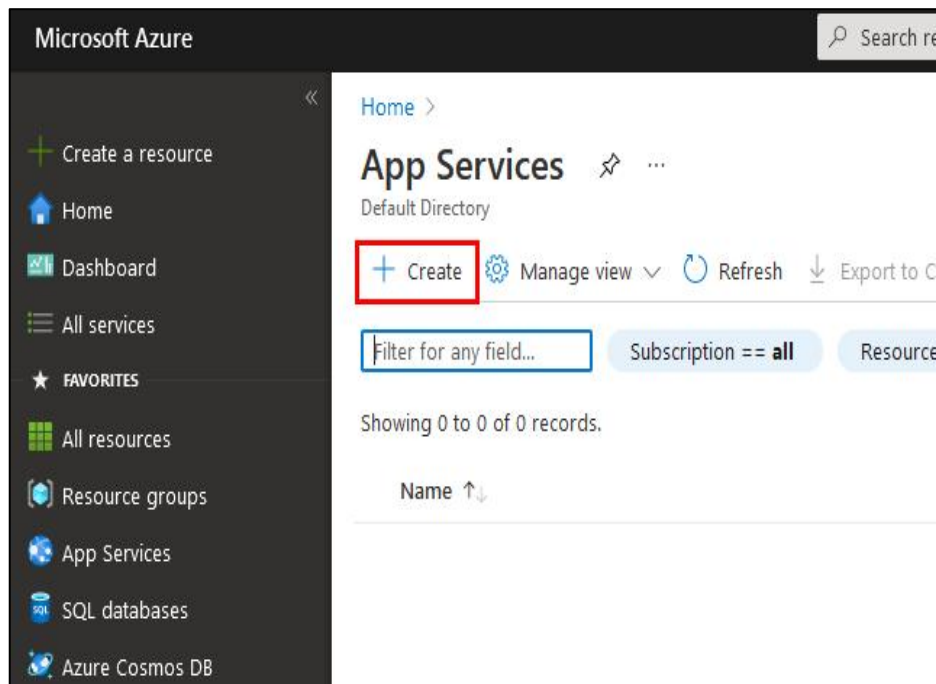 Microsoft Azure
Search re
Create a resource
Home
Dashboard
All services
FAVORITES
All resources
Resource groups
App Services
SQL databases
Azure Cosmos DB
Home >
App Services ...
Default Directory
+ Create Manage view Refresh Export to C
Filter for any field... Subscription == all Resource
Showing 0 to 0 of 0 records.
Name ↑↓